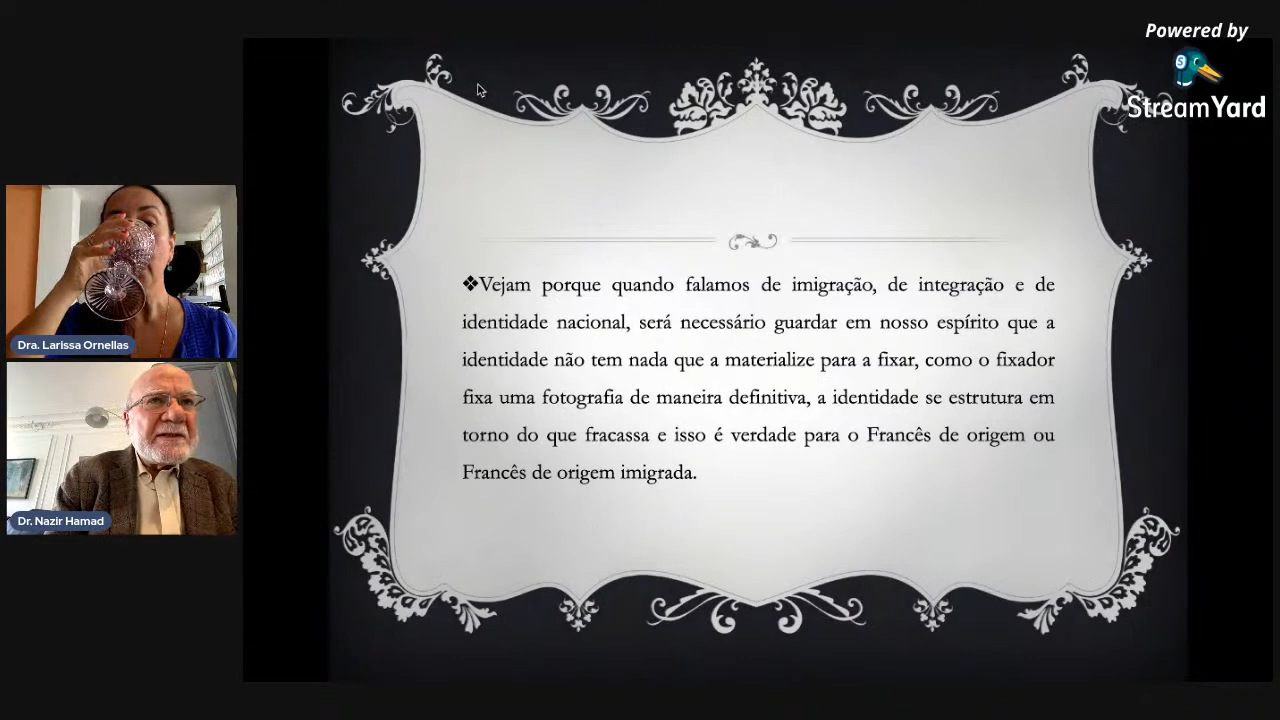 Powered by
StreamYard
❖Vejam porque quando falamos de imigração, de integração e de
identidade nacional, será necessário guardar em nosso espírito que a
identidade não tem nada que a materialize para a fixar, como o fixador
fixa uma fotografia de maneira definitiva, a identidade se estrutura em
torno do que fracassa e isso é verdade para o Francês de origem ou
Francês de origem imigrada.
Dra. Larissa Ornellas
Dr. Nazir Hamad